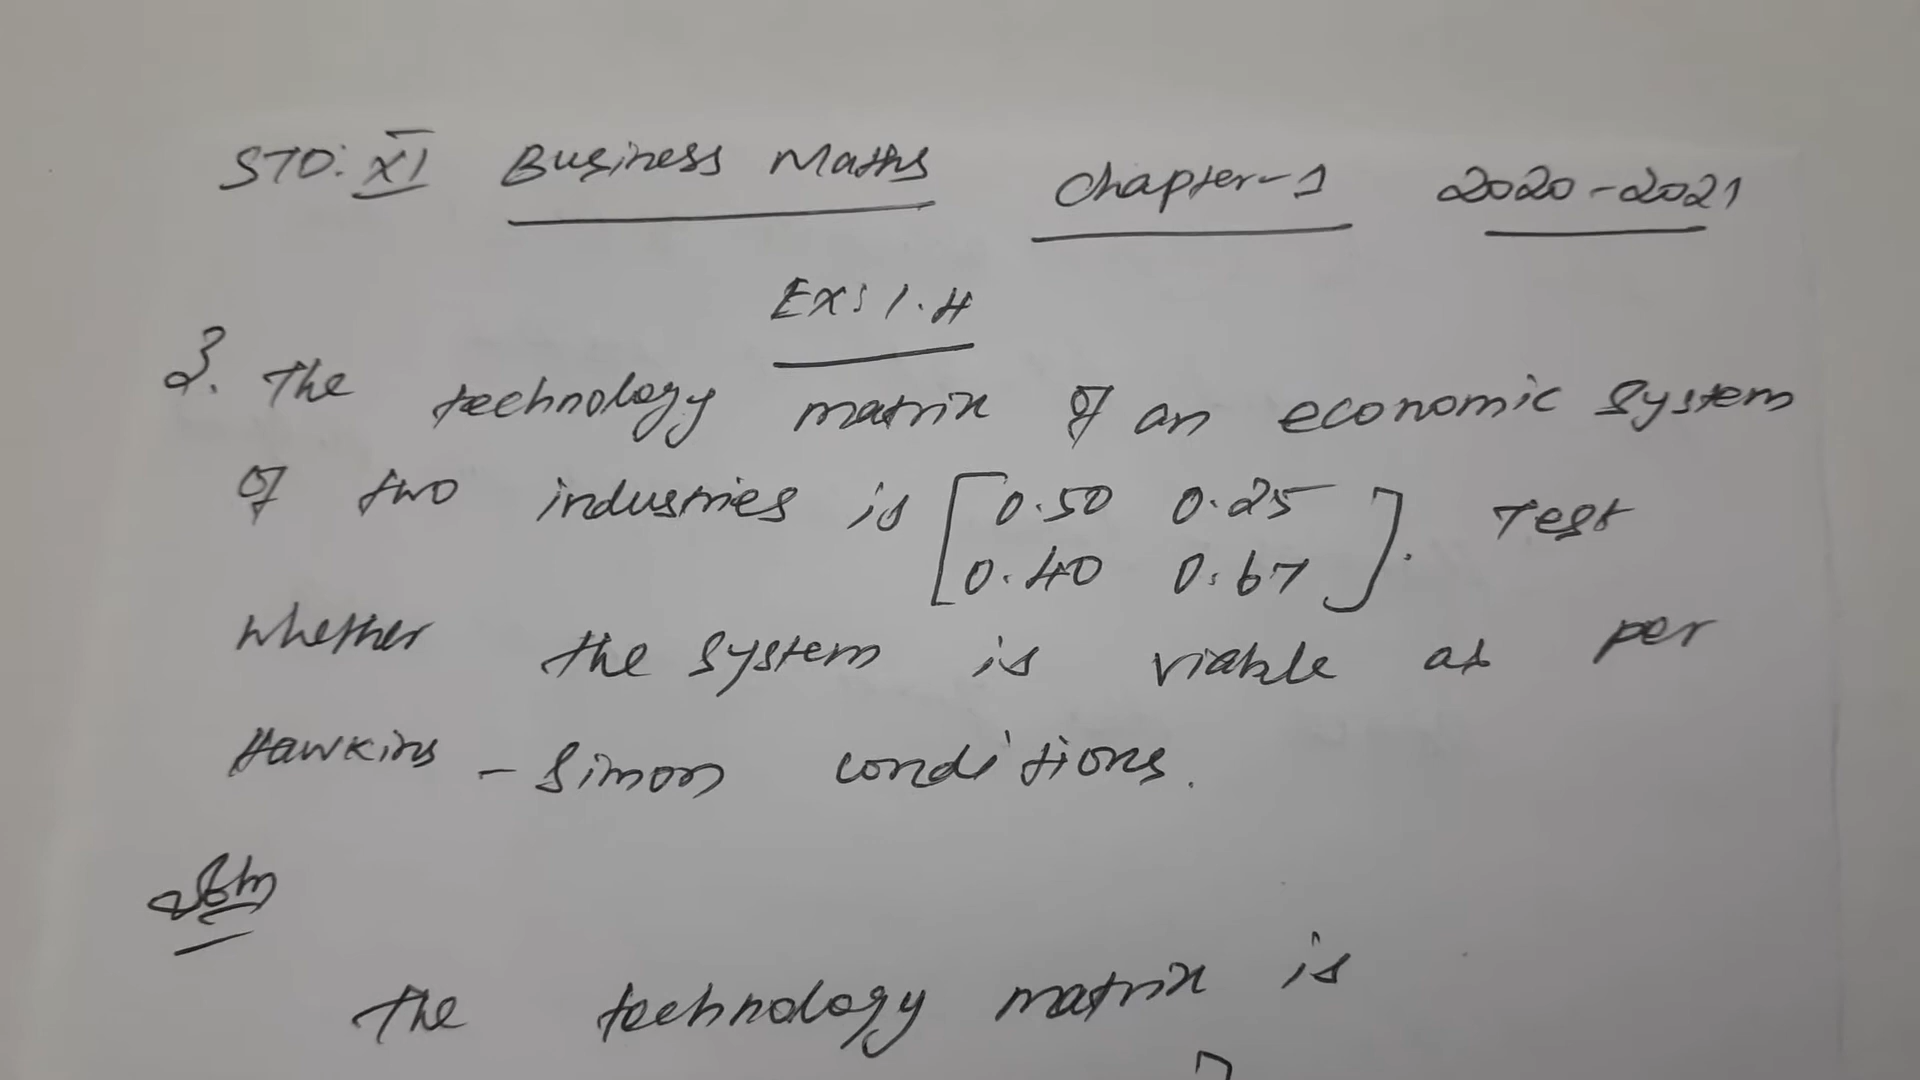 STD: XI Business Maths Chapter-1 2020-2021
Ex: 1.4
3. The technology matrix of an economic system
of two industries is [0.50 0.25
0.40 0.67]. Test
whether the system is viable as per
Hawkins - Simon conditions.
Soln
The technology matrix is